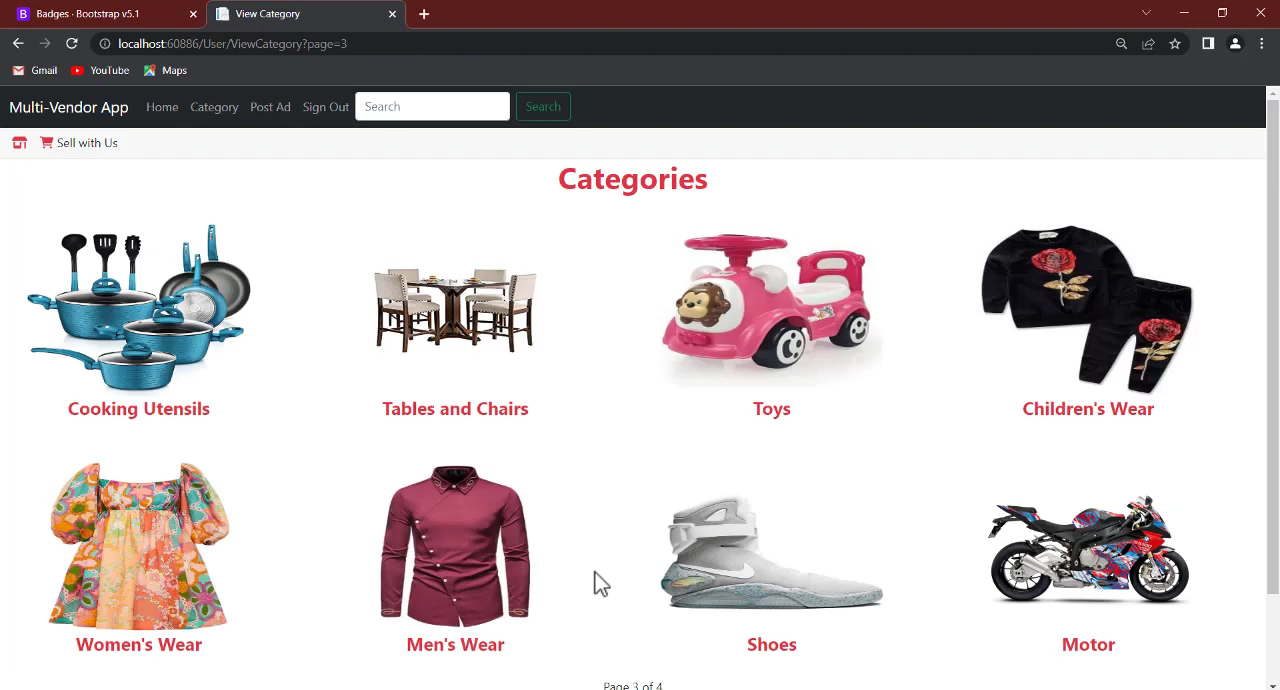 Badges · Bootstrap v5.1
View Category
localhost:60886/User/ViewCategory?page=3
Gmail
YouTube
Maps
Multi-Vendor App
Home
Category
Post Ad
Sign Out
Search
Search
Sell with Us
Categories
Cooking Utensils
Tables and Chairs
Toys
Children's Wear
Women's Wear
Men's Wear
Shoes
Motor
Page 3 of 4